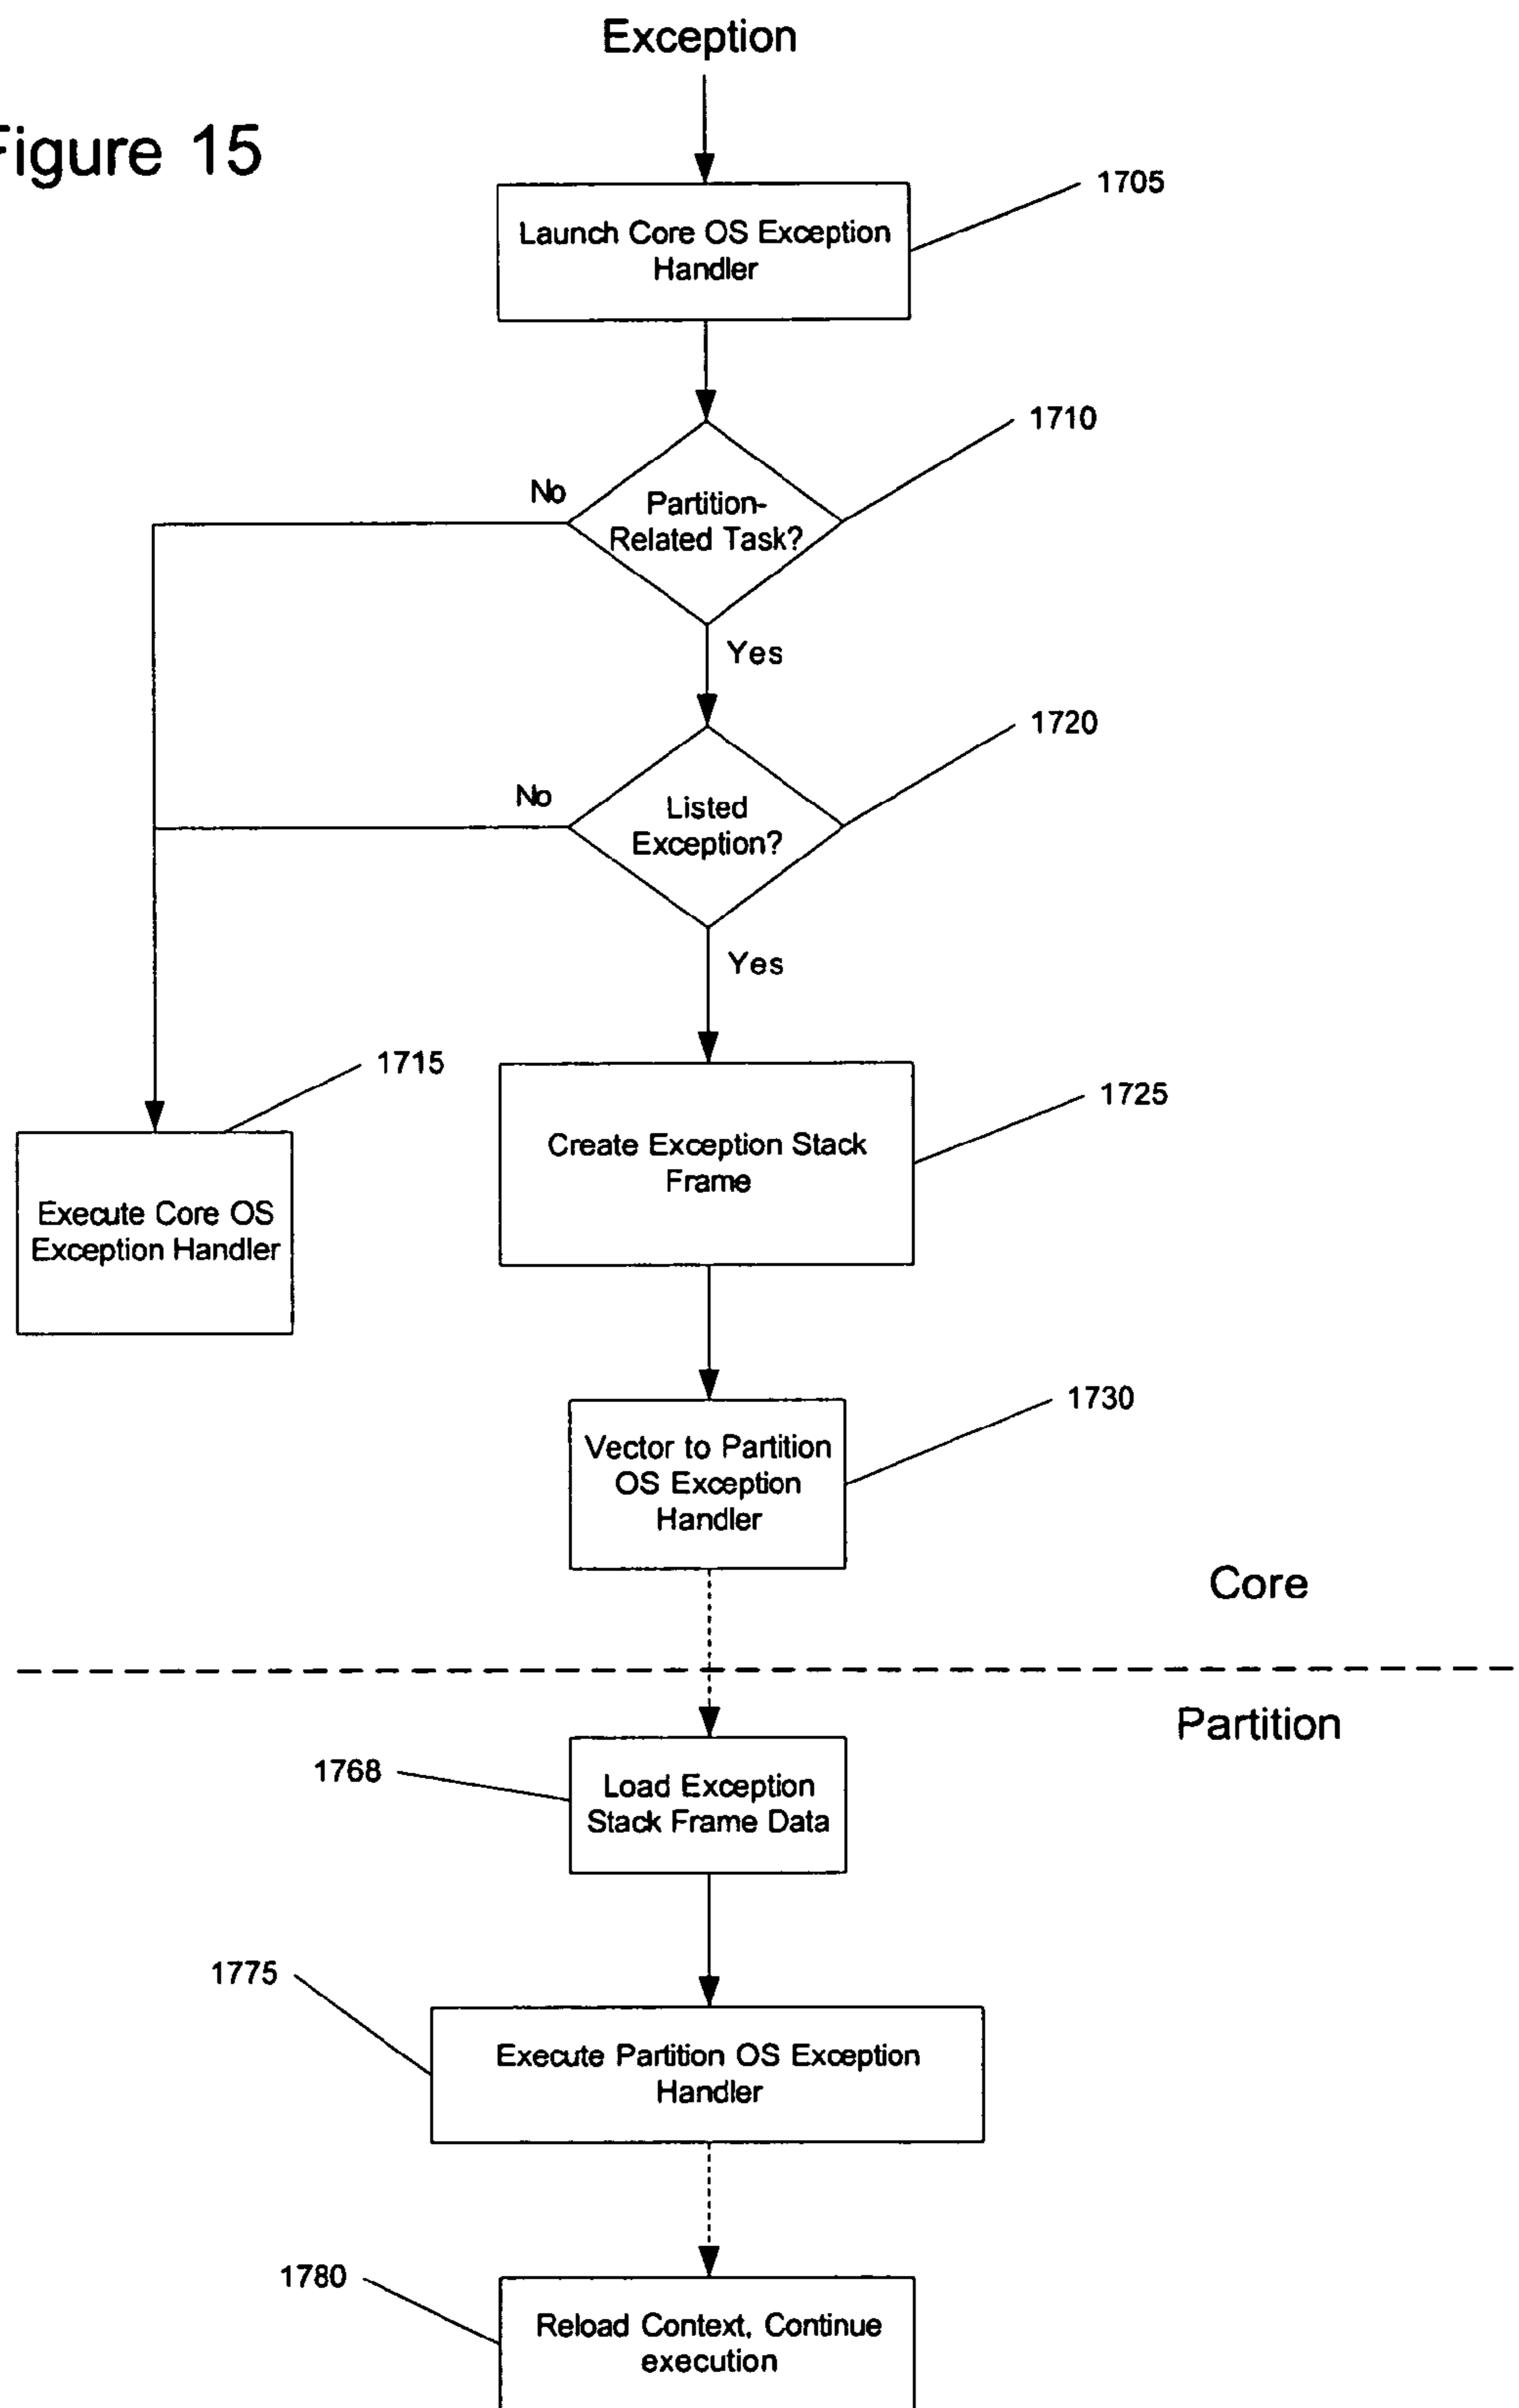 Exception
Figure 15
1705
Launch Core OS Exception
Handler
1710
No
Partition-
Related Task?
Yes
1720
No
Listed
Exception?
Yes
1715
1725
Create Exception Stack
Frame
Execute Core OS
Exception Handler
1730
Vector to Partition
OS Exception
Handler
Core
Partition
1768
Load Exception
Stack Frame Data
1775
Execute Partition OS Exception
Handler
1780
Reload Context, Continue
execution